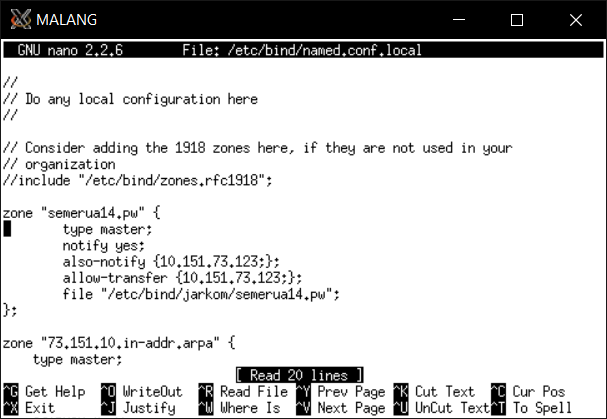 MALANG
GNU nano 2.2.6 File: /etc/bind/named.conf.local
//
// Do any local configuration here
//
// Consider adding the 1918 zones here, if they are not used in your
// organization
//include "/etc/bind/zones.rfc1918";
zone "semerua14.pw" {
type master;
notify yes;
also-notify {10.151.73.123;};
allow-transfer {10.151.73.123;};
file "/etc/bind/jarkom/semerua14.pw";
};
zone "73.151.10.in-addr.arpa" {
type master;
[ Read 20 lines ]
^G Get Help ^O WriteOut ^R Read File ^Y Prev Page ^K Cut Text ^C Cur Pos
^X Exit ^J Justify ^W Where Is ^V Next Page ^U UnCut Text ^T To Spell